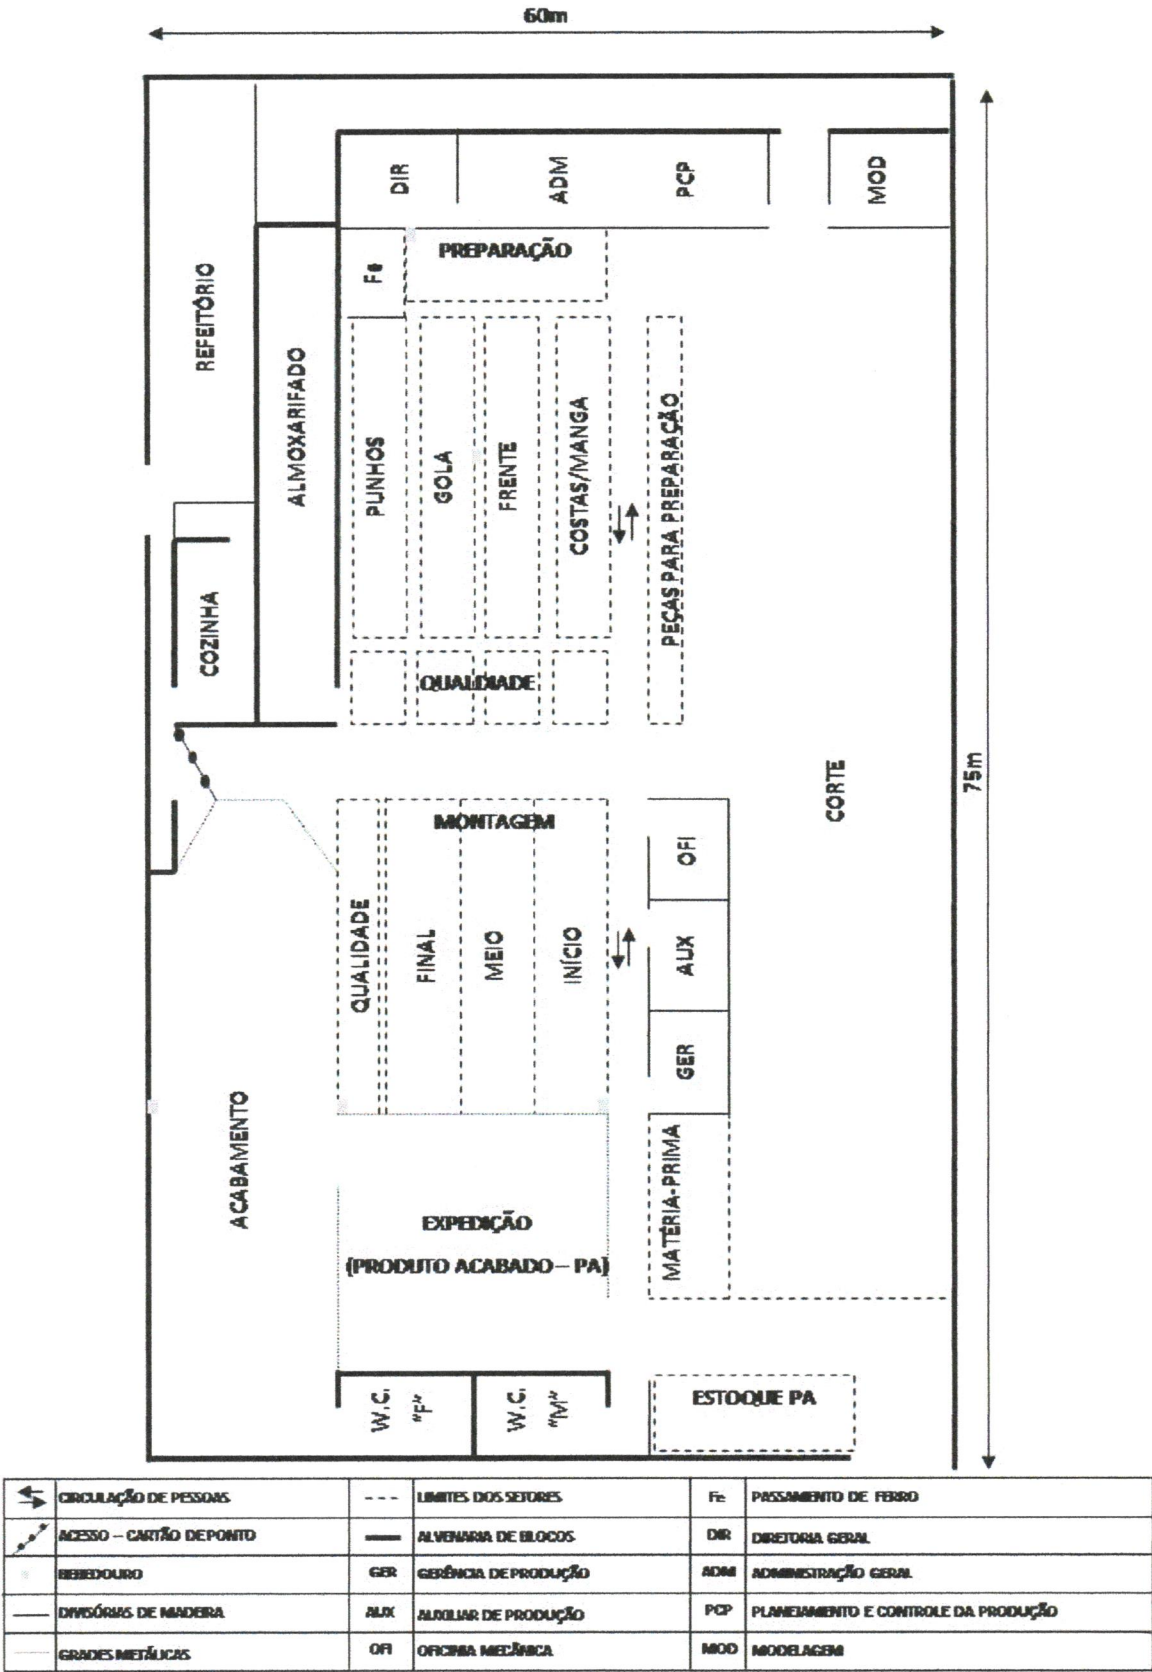 60m
DIR
ADM
PCP
MOD
PREPARAÇÃO
Fe
REFEITÓRIO
ALMOXARIFADO
PUNHOS
GOLA
FRENTE
COSTAS/MANGA
PEÇAS PARA PREPARAÇÃO
COZINHA
QUALDIADE
75m
CORTE
MONTAGEM
OFI
QUALIDADE
FINAL
MEIO
INÍCIO
AUX
GER
ACABAMENTO
MATÉRIA-PRIMA
EXPEDIÇÃO
(PRODUTO ACABADO – PA)
W.C.
"F"
W.C.
"M"
ESTOQUE PA
CIRCULAÇÃO DE PESSOAS
LIMITES DOS SETORES
Fe PASSAMENTO DE FERRO
ACESSO – CARTÃO DE PONTO
ALVENARIA DE BLOCOS
DIR DIRETORIA GERAL
BEBEDOURO
GER GERÊNCIA DE PRODUÇÃO
ADM ADMINISTRAÇÃO GERAL
DIVISÓRIAS DE MADEIRA
AUX AUXILIAR DE PRODUÇÃO
PCP PLANEJAMENTO E CONTROLE DA PRODUÇÃO
GRADES METÁLICAS
OFI OFICINA MECÂNICA
MOD MODELAGEM